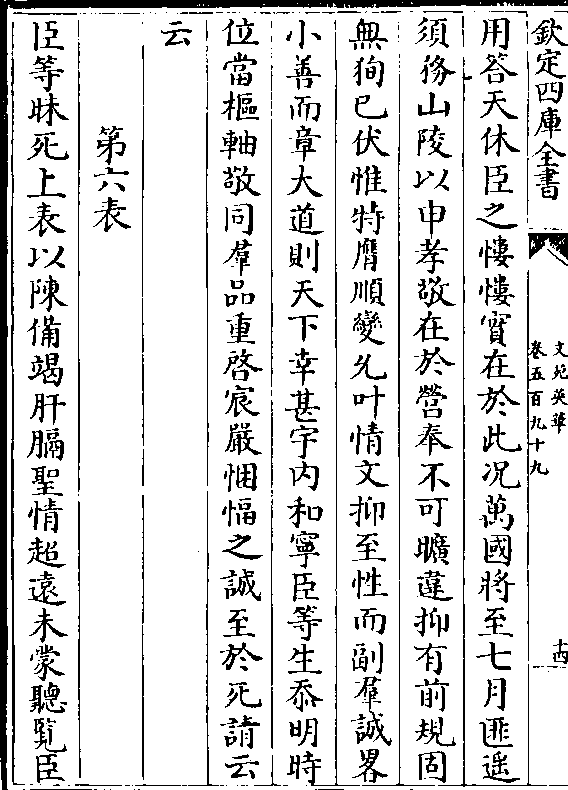 欽定四庫全書
文苑英華
卷五百九十九
十四
用答天休臣之悽悽實在於此况萬國將至七月匪遥
須務山陵以申孝敬在於營奉不可曠違抑有前規固
無狥已伏惟特膺順變允叶情文抑至性而副羣誠畧
小善而章大道則天下幸甚宇内和寧臣等生忝明時
位當樞軸敬同羣品重啓宸嚴悃愊之誠至於死請云
云
第六表
臣等昧死上表以陳備竭肝膈聖情超遠未蒙聽覧臣